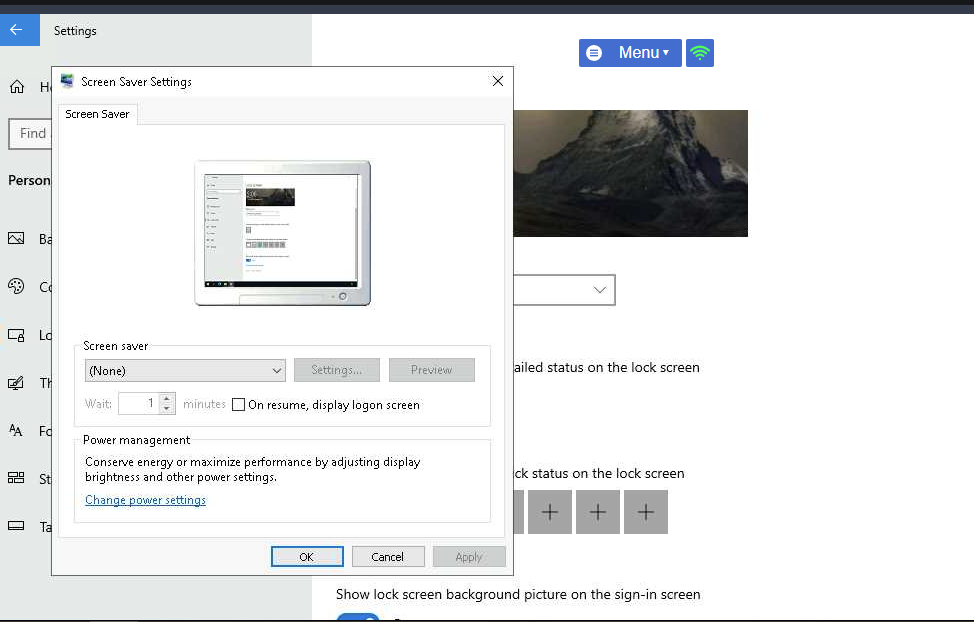 Settings
Menu
Screen Saver Settings
H
Screen Saver
Find
Person
Ba
Co
Lo
Th
Fo
St
Ta
Screen saver
(None)
Settings...
Preview
Wait:
1
minutes
On resume, display logon screen
Power management
Conserve energy or maximize performance by adjusting display
brightness and other power settings.
Change power settings
OK
Cancel
Apply
ailed status on the lock screen
ck status on the lock screen
Show lock screen background picture on the sign-in screen